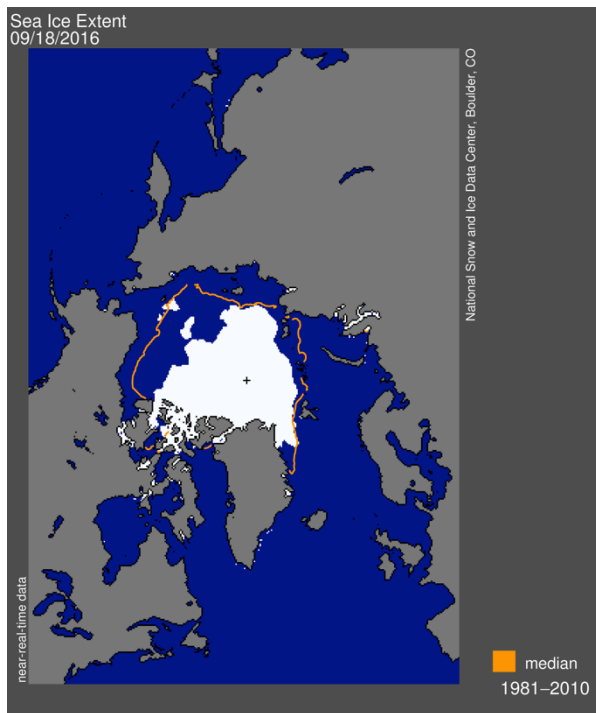 Sea Ice Extent
09/18/2016
National Snow and Ice Data Center, Boulder, CO
near-real-time data
median
1981–2010